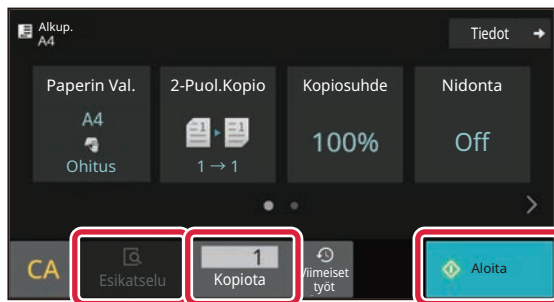 Alkup.
A4
Tiedot
Paperin Val.
2-Puol.Kopio
Kopiosuhde
Nidonta
A4
Ohitus
1 → 1
100%
Off
CA
Esikatselu
1
Kopiota
Viimeiset
työt
Aloita